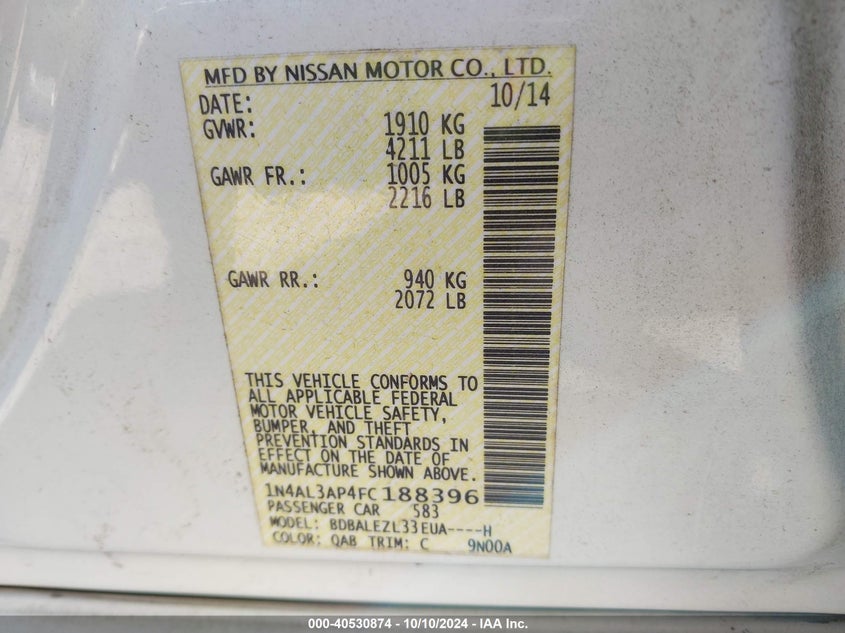 MFD BY NISSAN MOTOR CO., LTD.
DATE: 10/14
GVWR: 1910 KG
4211 LB
GAWR FR.: 1005 KG
2216 LB
GAWR RR.: 940 KG
2072 LB
THIS VEHICLE CONFORMS TO
ALL APPLICABLE FEDERAL
MOTOR VEHICLE SAFETY,
BUMPER, AND THEFT
PREVENTION STANDARDS IN
EFFECT ON THE DATE OF
MANUFACTURE SHOWN ABOVE.
1N4AL3AP4FC188396
PASSENGER CAR 583
MODEL: BDBALEZL33EUA----H
COLOR: QAB TRIM: C 9N00A
000-40530874 - 10/10/2024 - IAA Inc.